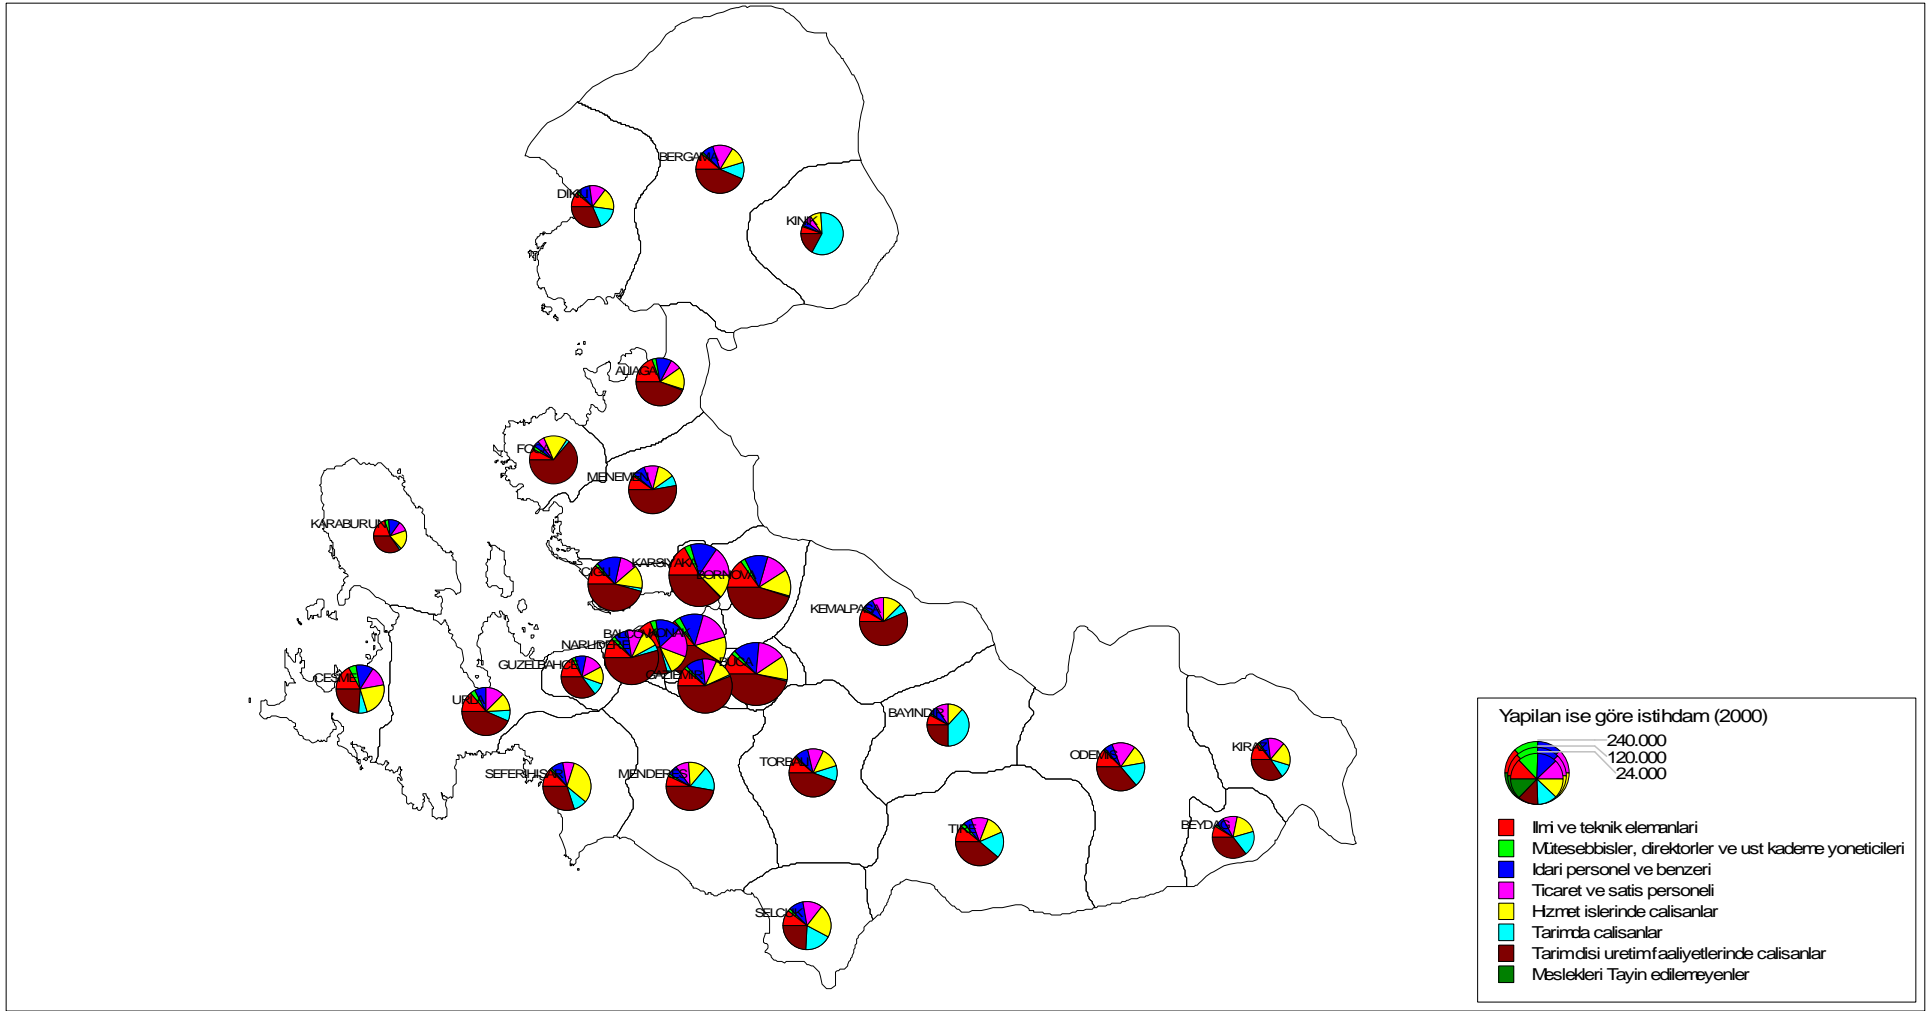 BERGAMA
DIKILI
KINIK
ALIAGA
FOCA
MENEMEN
KARABURUN
KARSIYAKA
CIGLI
BORNOVA
KEMALPASA
BALCOVA
KONAK
NARLIDERE
GUZELBAHCE
BUCA
GAZIEMIR
CESME
URLA
BAYINDIR
SEFERIHISAR
MENDERES
TORBALI
ODEMIS
KIRAZ
TIRE
BEYDAG
SELCUK
Yapilan ise göre istihdam (2000)
240.000
120.000
24.000
Ilmi ve teknik elemanlari
Mütesebbisler, direktorler ve ust kademe yoneticileri
Idari personel ve benzeri
Ticaret ve satis personeli
Hizmet islerinde calisanlar
Tarimda calisanlar
Tarim disi uretim faaliyetlerinde calisanlar
Meslekleri Tayin edilemeyenler